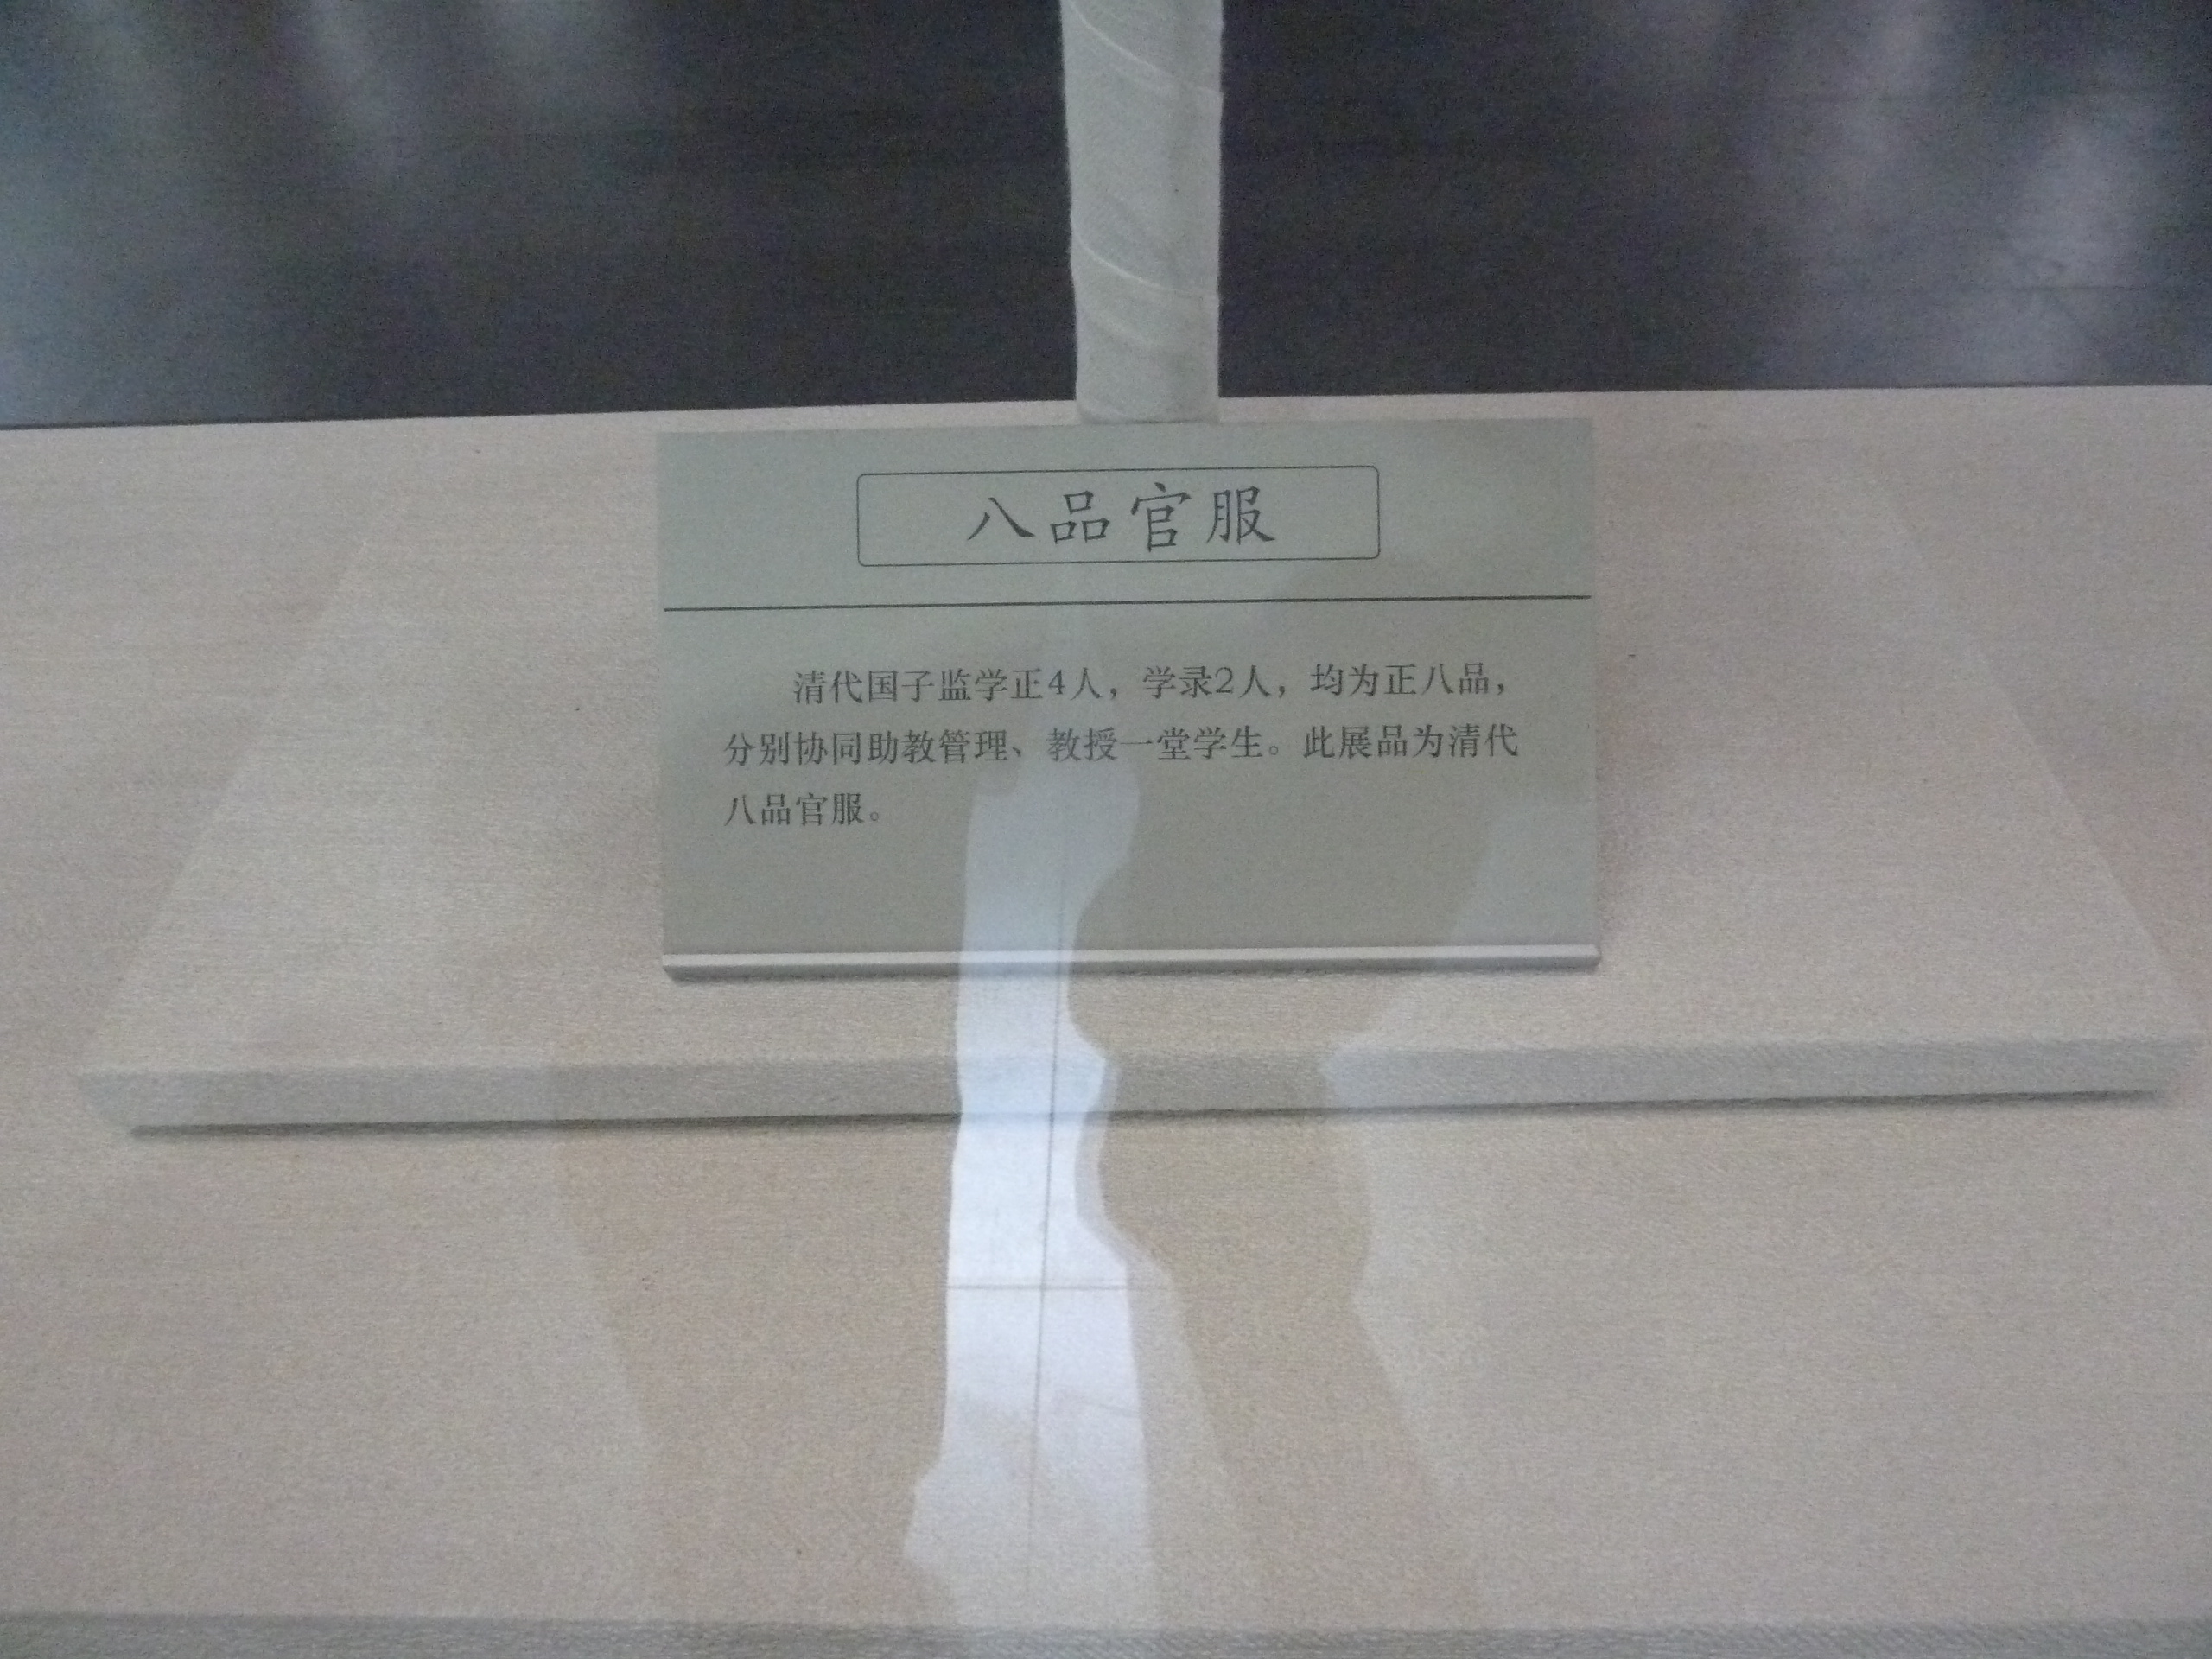 八品官服
清代国子监学正4人，学录2人，均为正八品，
分别协同助教管理、教授一堂学生。此展品为清代
八品官服。